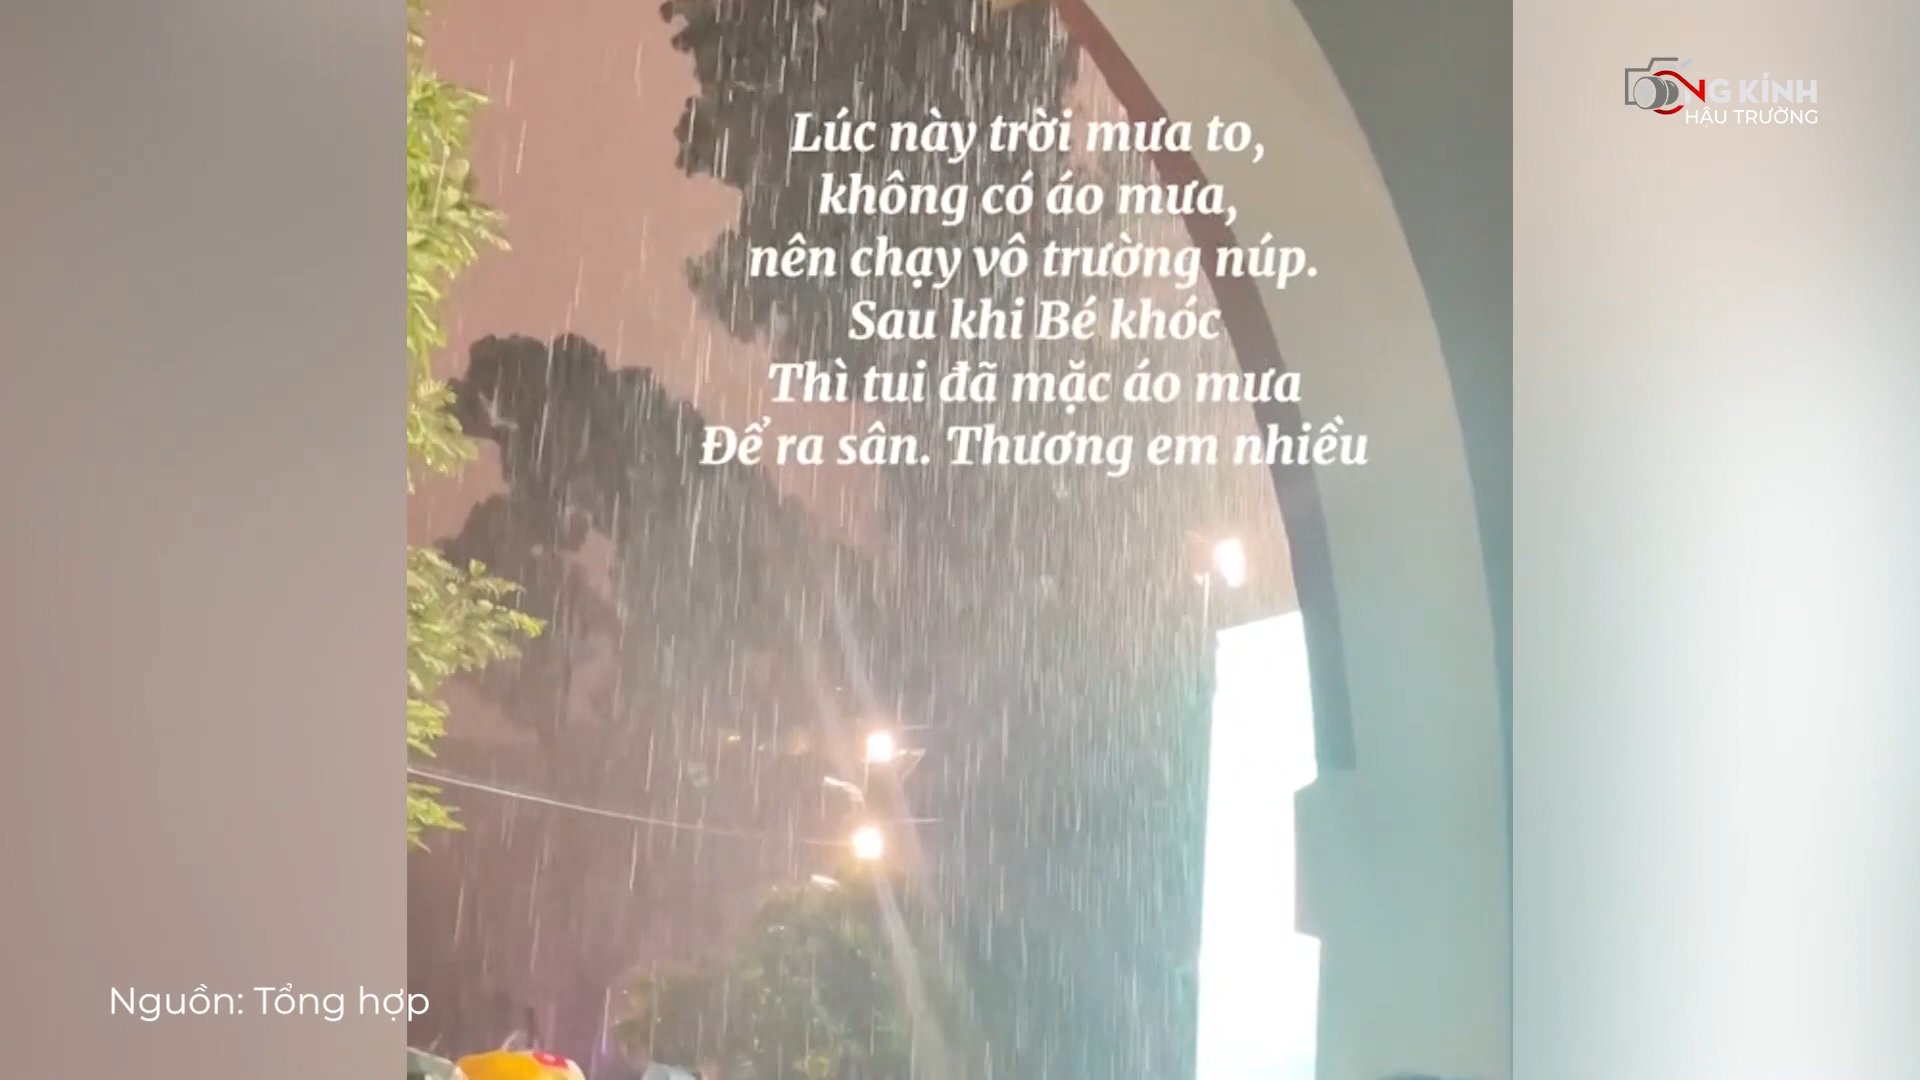 ỐNG KÍNH
HẬU TRƯỜNG
Lúc này trời mưa to,
không có áo mưa,
nên chạy vô trường núp.
Sau khi Bé khóc
Thì tui đã mặc áo mưa
Để ra sân. Thương em nhiều
Nguồn: Tổng hợp